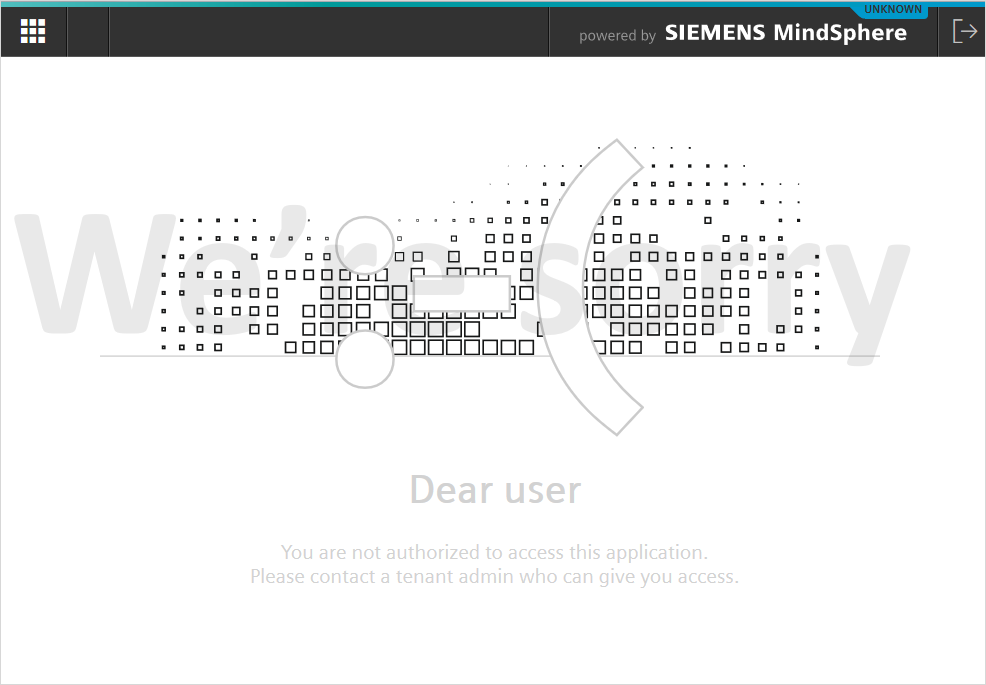 UNKNOWN
powered by SIEMENS MindSphere
We're sorry
Dear user
You are not authorized to access this application.
Please contact a tenant admin who can give you access.